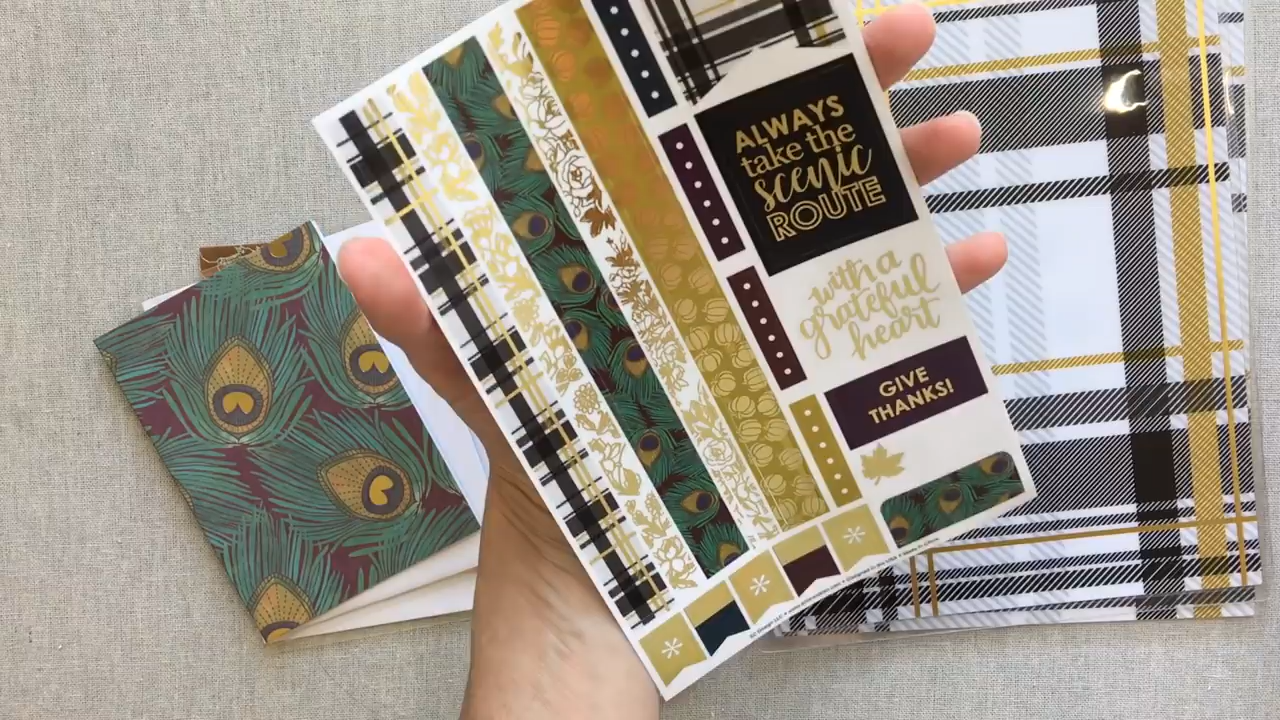 ALWAYS
take the
scenic
ROUTE
with a
grateful
heart
GIVE
THANKS!